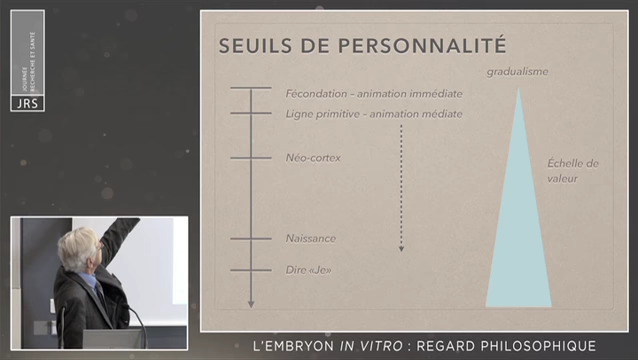 JOURNÉE
RECHERCHE ET SANTÉ
JRS
SEUILS DE PERSONNALITÉ
gradualisme
Fécondation – animation immédiate
Ligne primitive – animation médiate
Néo-cortex
Échelle de
valeur
Naissance
Dire «Je»
L'EMBRYON IN VITRO : REGARD PHILOSOPHIQUE